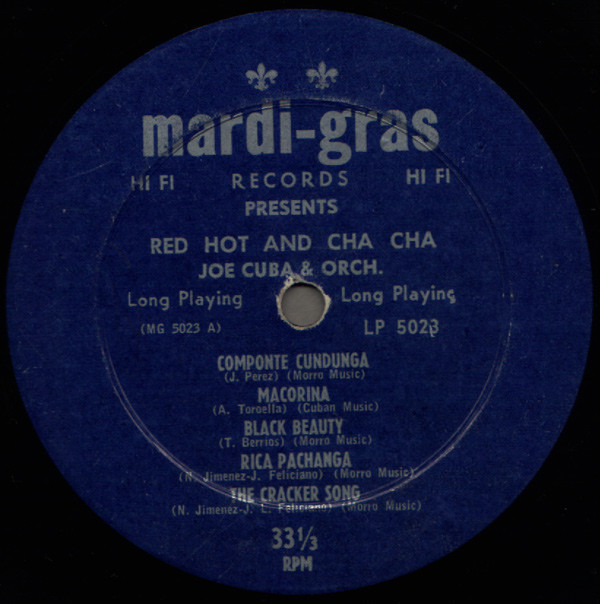 mardi-gras
HI FI RECORDS HI FI
PRESENTS
RED HOT AND CHA CHA
JOE CUBA & ORCH.
Long Playing Long Playing
(MG 5023 A) LP 5023
COMPONTE CUNDUNGA
(J. Perez) (Morro Music)
MACORINA
(A. Toroella) (Cuban Music)
BLACK BEAUTY
(T. Berrios) (Morro Music)
RICA PACHANGA
(N. Jimenez-J. Feliciano) (Morro Music)
THE CRACKER SONG
(N. Jimenez-J. L. Feliciano) (Morro Music)
33⅓
RPM